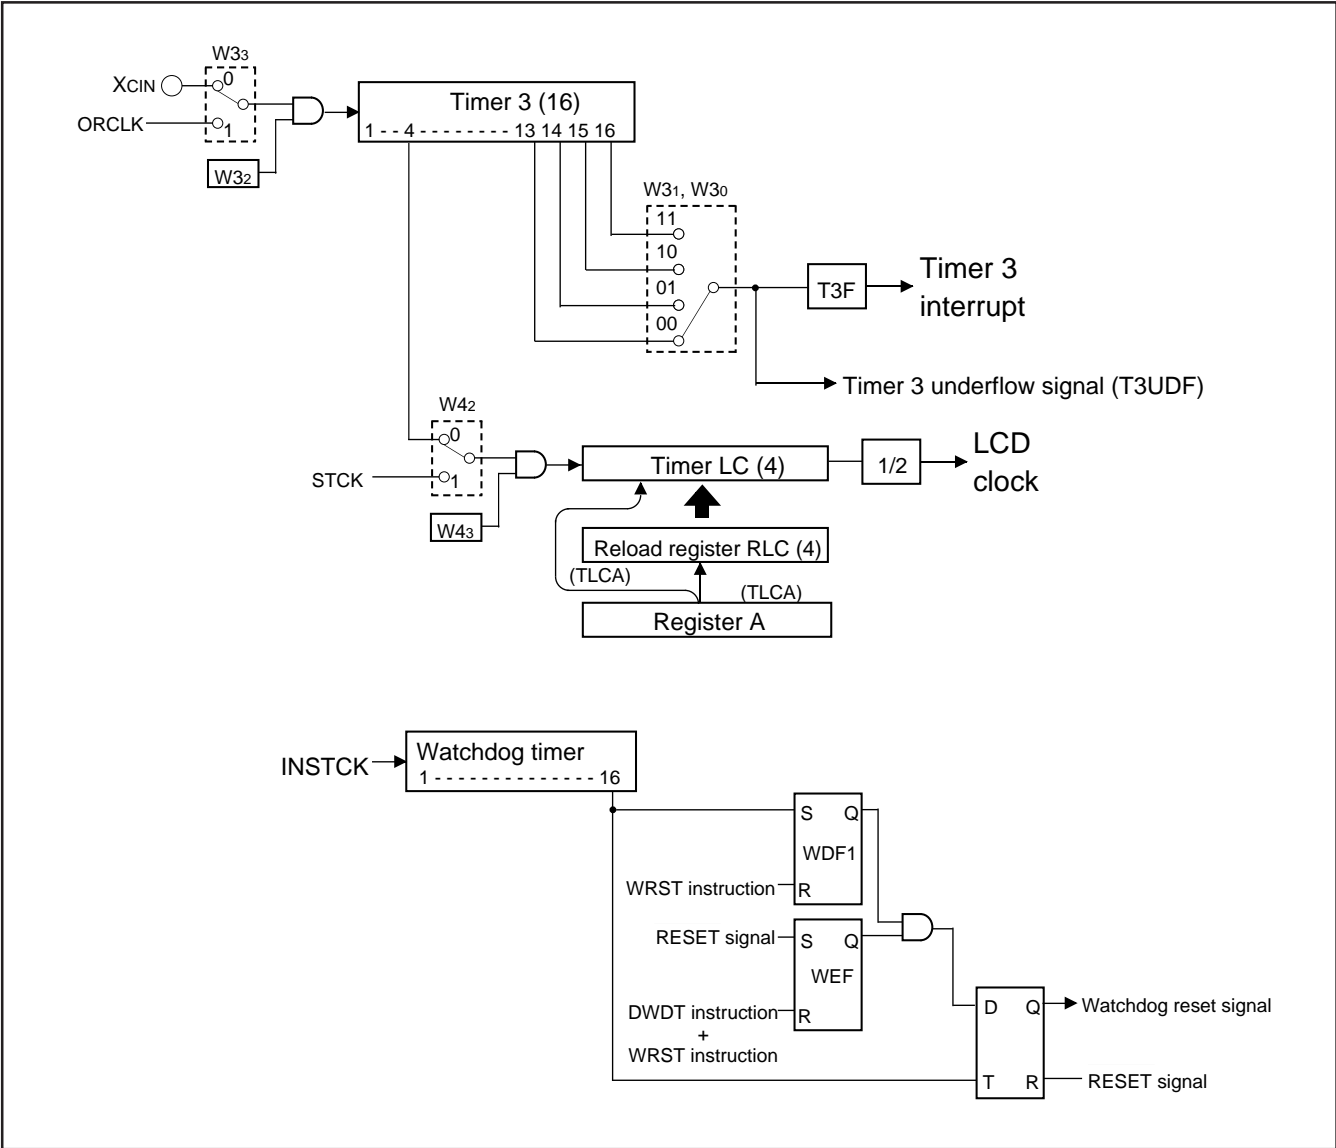 W33
XCIN
0
ORCLK
1
W32
Timer 3 (16)
1 - - 4 - - - - - - - - - 13 14 15 16
W31, W30
11
10
01
00
T3F
Timer 3
interrupt
Timer 3 underflow signal (T3UDF)
W42
0
STCK
1
W43
Timer LC (4)
1/2
LCD
clock
Reload register RLC (4)
(TLCA)
(TLCA)
Register A
INSTCK
Watchdog timer
1 - - - - - - - - - - - - - - - 16
S Q
WDF1
WRST instruction
R
RESET signal
S Q
WEF
DWDT instruction
R
+
WRST instruction
D Q
Watchdog reset signal
T R
RESET signal